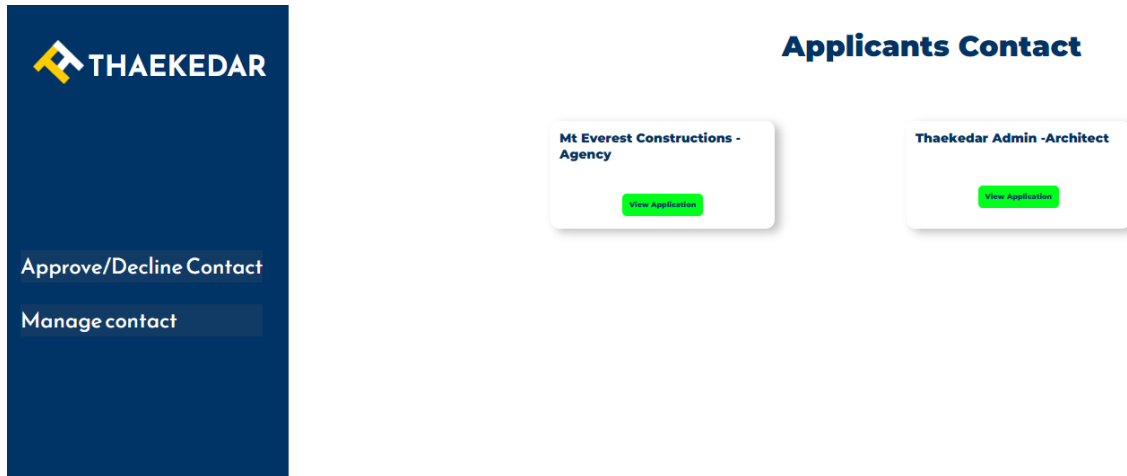 THAEKEDAR
Approve/Decline Contact
Manage contact
Applicants Contact
Mt Everest Constructions -
Agency
View Application
Thaekedar Admin -Architect
View Application